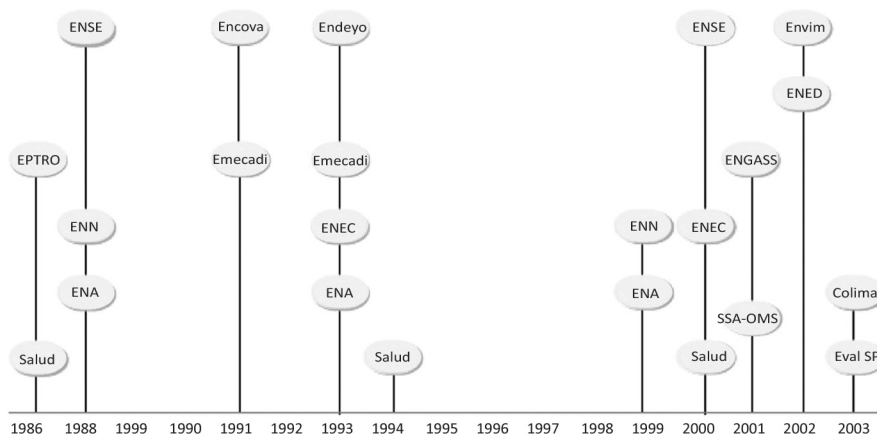 ENSE
Encova
Endeyo
ENSE
Envim
ENED
EPTRO
Emecadi
Emecadi
ENGASS
ENN
ENEC
ENN
ENEC
ENA
ENA
ENA
Colima
SSA-OMS
Salud
Salud
Salud
Eval SP
1986 1988 1999 1990 1991 1992 1993 1994 1995 1996 1997 1998 1999 2000 2001 2002 2003